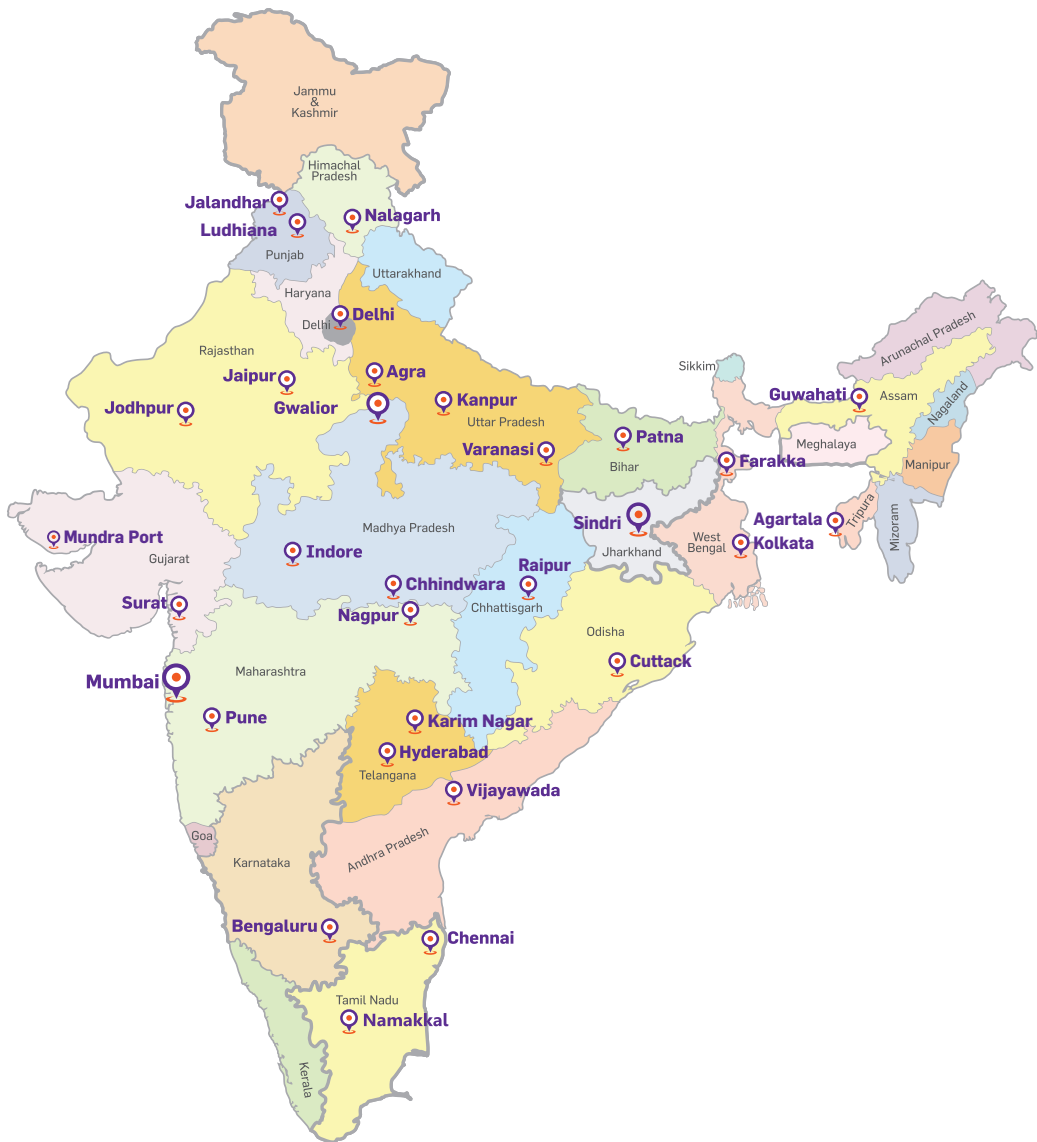 Jammu
&
Kashmir
Himachal
Pradesh
Jalandhar
Nalagarh
Ludhiana
Punjab
Uttarakhand
Haryana
Delhi
Delhi
Arunachal Pradesh
Rajasthan
Sikkim
Jaipur
Agra
Guwahati
Assam
Nagaland
Jodhpur
Gwalior
Kanpur
Uttar Pradesh
Patna
Meghalaya
Varanasi
Bihar
Farakka
Manipur
Mundra Port
Madhya Pradesh
Sindri
Agartala
Tripura
Mizoram
Gujarat
Indore
Jharkhand
West
Bengal
Kolkata
Raipur
Chhindwara
Surat
Nagpur
Chhattisgarh
Odisha
Maharashtra
Cuttack
Mumbai
Pune
Karim Nagar
Hyderabad
Telangana
Vijayawada
Goa
Andhra Pradesh
Karnataka
Bengaluru
Chennai
Tamil Nadu
Namakkal
Kerala